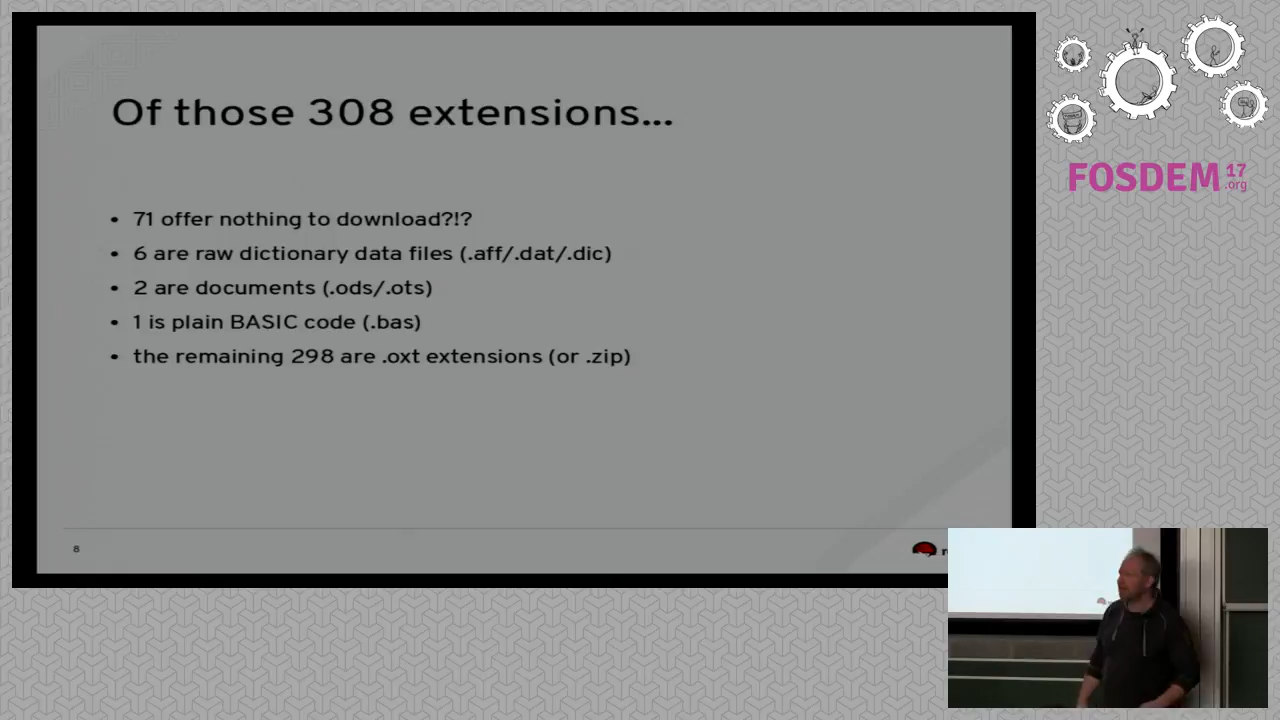 Of those 308 extensions...
• 71 offer nothing to download?!?
• 6 are raw dictionary data files (.aff/.dat/.dic)
• 2 are documents (.ods/.ots)
• 1 is plain BASIC code (.bas)
• the remaining 298 are .oxt extensions (or .zip)
8
FOSDEM 17
.org